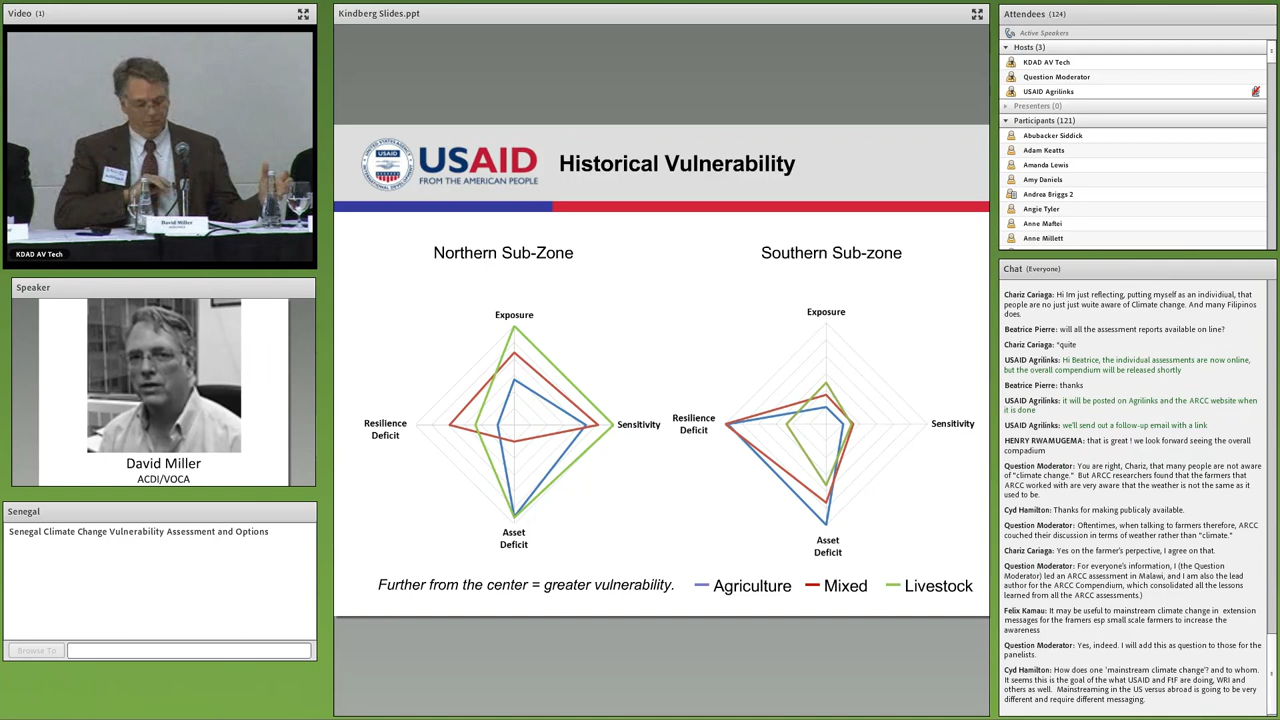 Video (1)
KDAD AV Tech
David Miller
Speaker
David Miller
ACDI/VOCA
Senegal
Senegal Climate Change Vulnerability Assessment and Options
Browse To
Kindberg Slides.ppt
USAID
USAID
FROM THE AMERICAN PEOPLE
Historical Vulnerability
Northern Sub-Zone
Southern Sub-zone
Exposure
Resilience
Deficit
Sensitivity
Asset
Deficit
Exposure
Resilience
Deficit
Sensitivity
Asset
Deficit
Further from the center = greater vulnerability.
Agriculture
Mixed
Livestock
Attendees (124)
Active Speakers
Hosts (3)
KDAD AV Tech
Question Moderator
USAID Agrilinks
Presenters (0)
Participants (121)
Abubacker Siddick
Adam Keatts
Amanda Lewis
Amy Daniels
Andrea Briggs 2
Angie Tyler
Anne Maftei
Anne Millett
Chat (Everyone)
Chariz Cariaga: Hi Im just reflecting, putting myself as an individiual, that
people are no just just wuite aware of Climate change. And many Filipinos
does.
Beatrice Pierre: will all the assessment reports available on line?
Chariz Cariaga: *quite
USAID Agrilinks: Hi Beatrice, the individual assessments are now online,
but the overall compendium will be released shortly
Beatrice Pierre: thanks
USAID Agrilinks: it will be posted on Agrilinks and the ARCC website when
it is done
USAID Agrilinks: we'll send out a follow-up email with a link
HENRY RWAMUGEMA: that is great ! we look forward seeing the overall
compadium
Question Moderator: You are right, Chariz, that many people are not aware
of "climate change." But ARCC researchers found that the farmers that
ARCC worked with are very aware that the weather is not the same as it
used to be.
Cyd Hamilton: Thanks for making publicaly available.
Question Moderator: Oftentimes, when talking to farmers therefore, ARCC
couched their discussion in terms of weather rather than "climate."
Chariz Cariaga: Yes on the farmer's perpective, I agree on that.
Question Moderator: For everyone's information, I (the Question
Moderator) led an ARCC assessment in Malawi, and I am also the lead
author for the ARCC Compendium, which consolidated all the lessons
learned from all the ARCC assessments.)
Felix Kamau: It may be useful to mainstream climate change in extension
messages for the framers esp small scale farmers to increase the
awareness
Question Moderator: Yes, indeed. I will add this as question to those for the
panelists.
Cyd Hamilton: How does one 'mainstream climate change'? and to whom.
It seems this is the goal of the what USAID and FtF are doing, WRI and
others as well. Mainstreaming in the US versus abroad is going to be very
different and require different messaging.